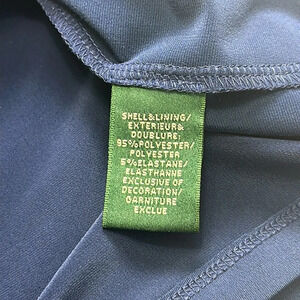 SHELL&LINING/
EXTERIEUR&
DOUBLURE:
95%POLYESTER/
POLYESTER
5%ELASTANE/
ELASTHANNE
EXCLUSIVE OF
DECORATION/
GARNITURE
EXCLUE